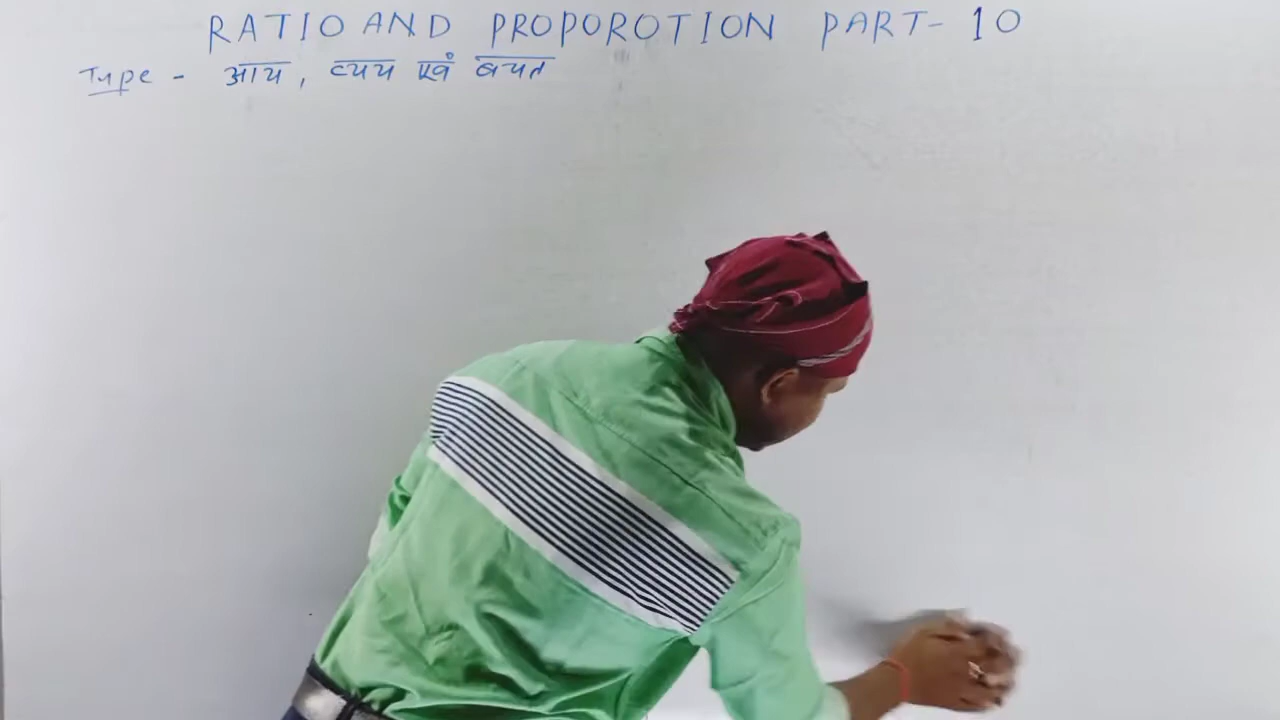 RATIO AND PROPOROTION PART- 10
Type - आय, व्यय एवं बचत